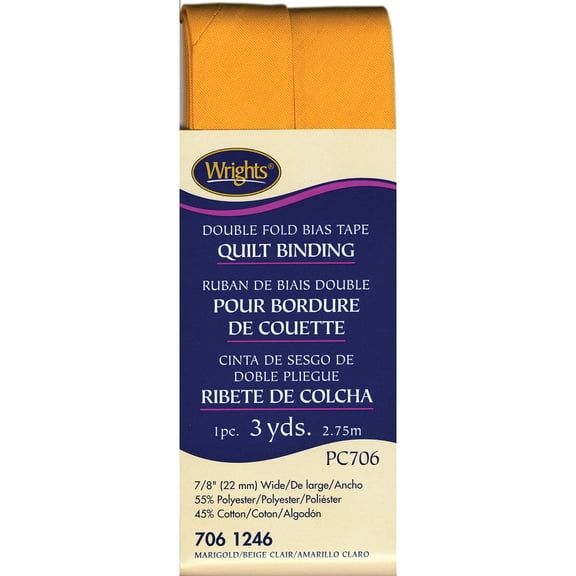 Wrights®
DOUBLE FOLD BIAS TAPE
QUILT BINDING
RUBAN DE BIAIS DOUBLE
POUR BORDURE
DE COUETTE
CINTA DE SESGO DE
DOBLE PLIEGUE
RIBETE DE COLCHA
1pc. 3 yds. 2.75m
PC706
7/8" (22 mm) Wide/De large/Ancho
55% Polyester/Polyester/Poliéster
45% Cotton/Coton/Algodón
706 1246
MARIGOLD/BEIGE CLAIR/AMARILLO CLARO